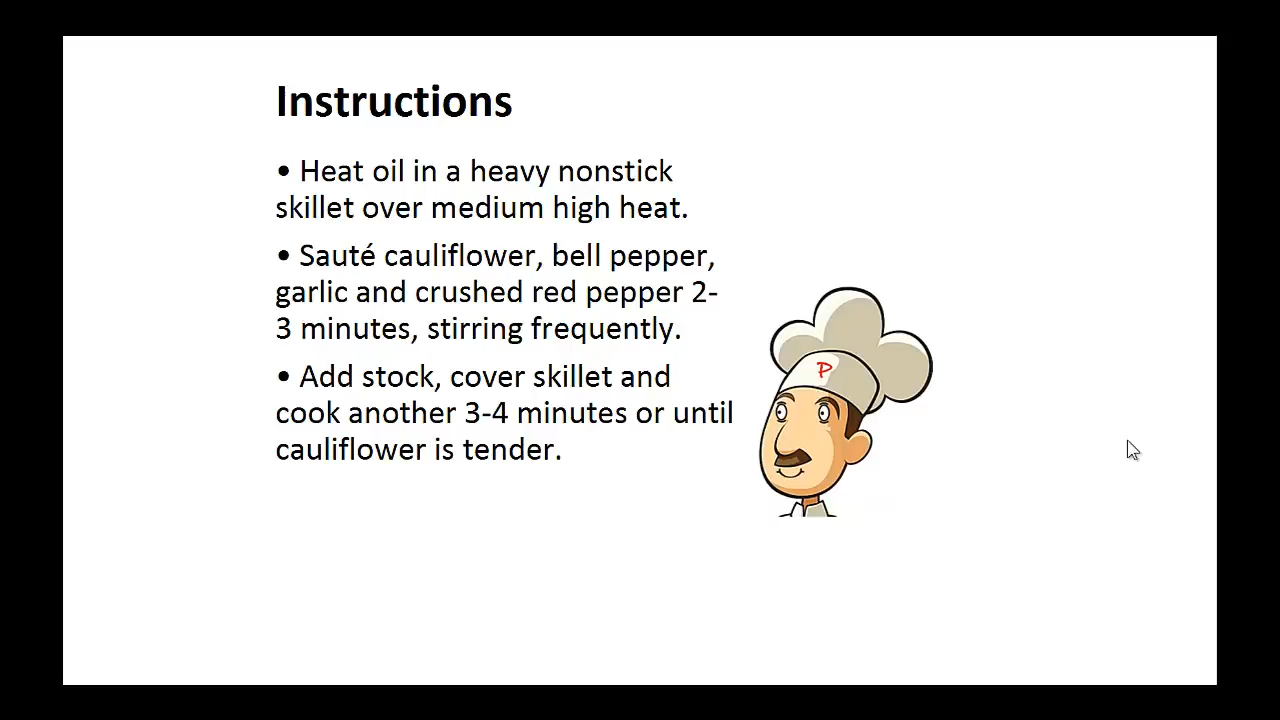 Instructions
• Heat oil in a heavy nonstick
skillet over medium high heat.
• Sauté cauliflower, bell pepper,
garlic and crushed red pepper 2-
3 minutes, stirring frequently.
• Add stock, cover skillet and
cook another 3-4 minutes or until
cauliflower is tender.
P